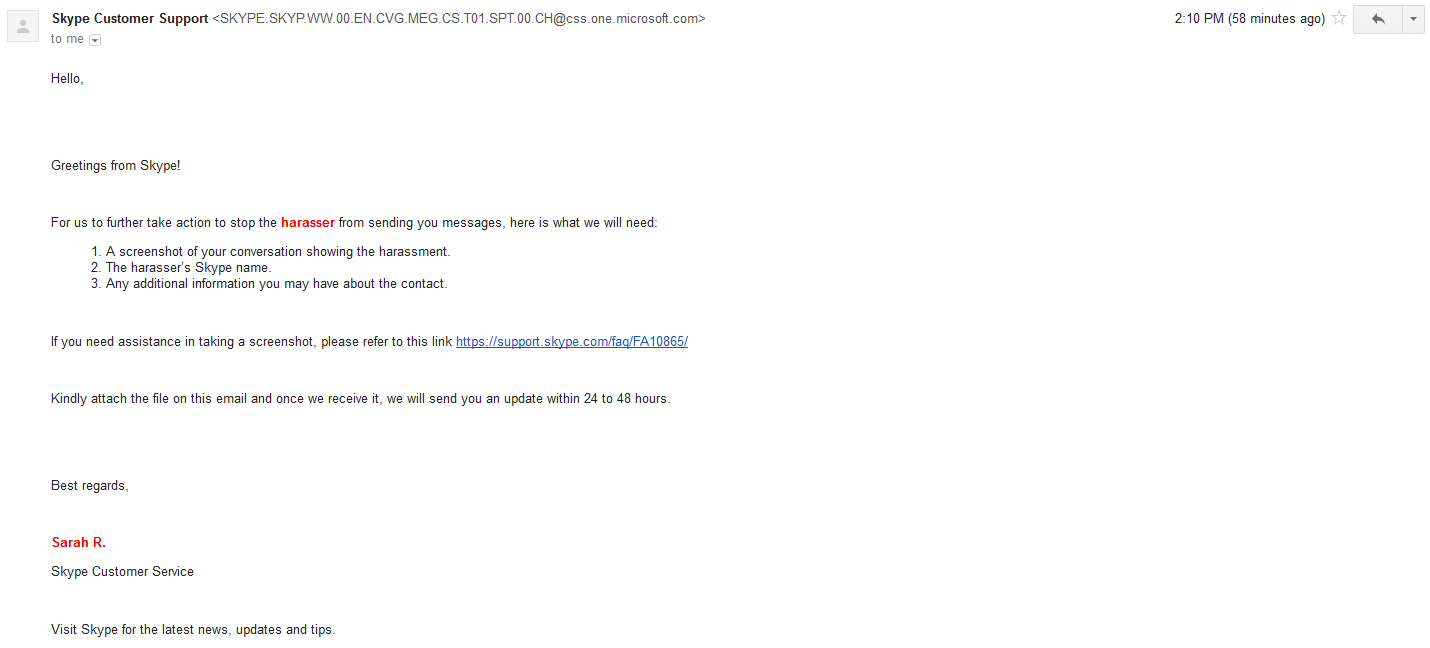 Skype Customer Support <SKYPE.SKYP.WW.00.EN.CVG.MEG.CS.T01.SPT.00.CH@css.one.microsoft.com> 2:10 PM (58 minutes ago)
to me
Hello,
Greetings from Skype!
For us to further take action to stop the harasser from sending you messages, here is what we will need:
1. A screenshot of your conversation showing the harassment.
2. The harasser's Skype name.
3. Any additional information you may have about the contact.
If you need assistance in taking a screenshot, please refer to this link https://support.skype.com/faq/FA10865/
Kindly attach the file on this email and once we receive it, we will send you an update within 24 to 48 hours.
Best regards,
Sarah R.
Skype Customer Service
Visit Skype for the latest news, updates and tips.